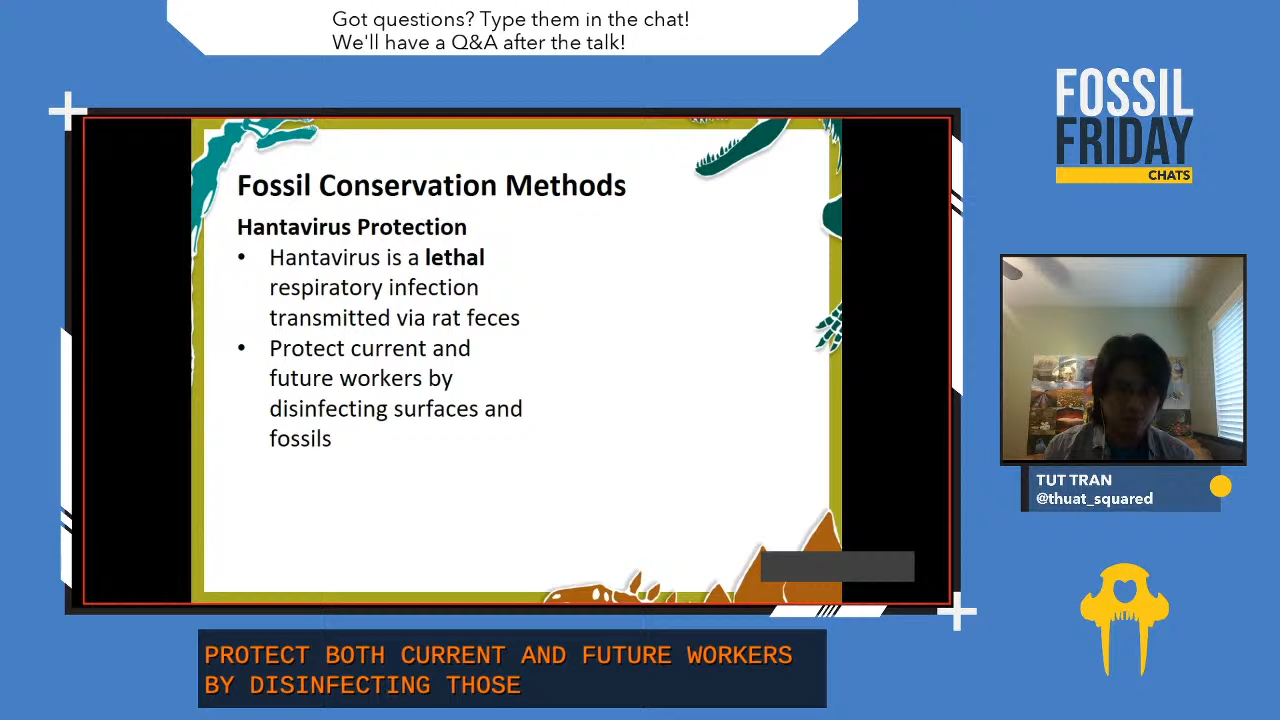 Got questions? Type them in the chat!
We'll have a Q&A after the talk!
FOSSIL
FRIDAY
CHATS
Fossil Conservation Methods
Hantavirus Protection
• Hantavirus is a lethal
respiratory infection
transmitted via rat feces
• Protect current and
future workers by
disinfecting surfaces and
fossils
TUT TRAN
@thuat_squared
PROTECT BOTH CURRENT AND FUTURE WORKERS
BY DISINFECTING THOSE